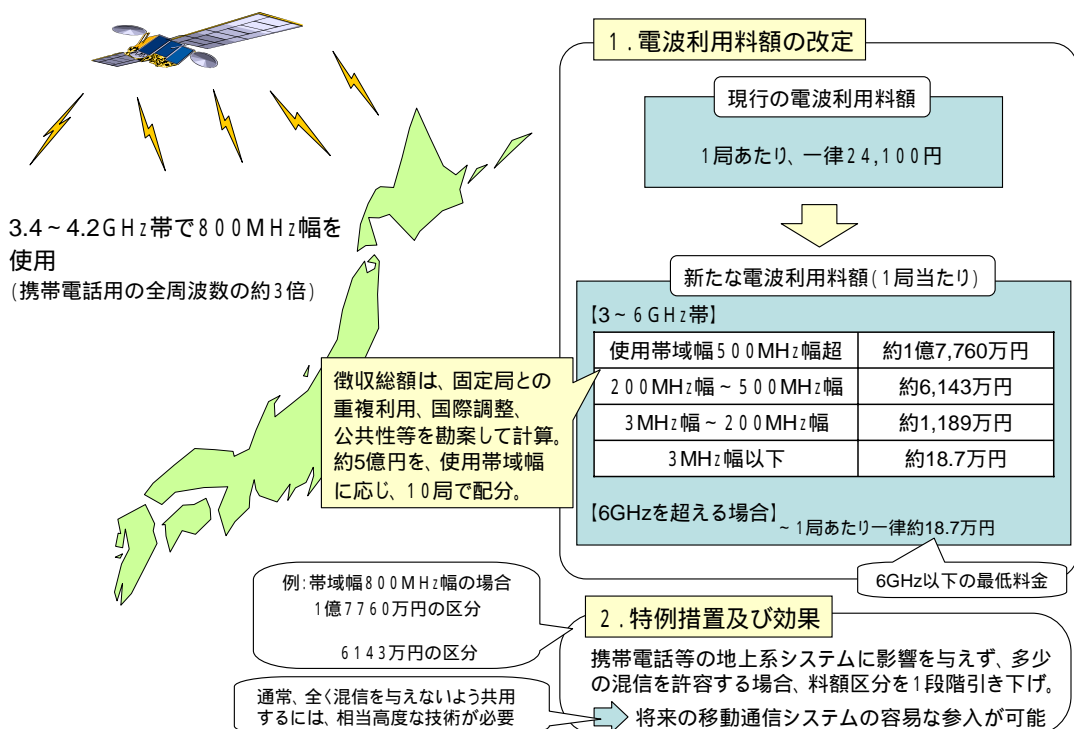 1.電波利用料額の改定
現行の電波利用料額
1局あたり、一律24,100円
3.4~4.2GHz帯で800MHz幅を
使用
(携帯電話用の全周波数の約3倍)
新たな電波利用料額(1局当たり)
【3~6GHz帯】
使用帯域幅500MHz幅超 約1億7,760万円
200MHz幅~500MHz幅 約6,143万円
3MHz幅~200MHz幅 約1,189万円
3MHz幅以下 約18.7万円
【6GHzを超える場合】
~1局あたり一律約18.7万円
6GHz以下の最低料金
徴収総額は、固定局との
重複利用、国際調整、
公共性等を勘案して計算。
約5億円を、使用帯域幅
に応じ、10局で配分。
例:帯域幅800MHz幅の場合
1億7760万円の区分
6143万円の区分
2.特例措置及び効果
携帯電話等の地上系システムに影響を与えず、多少
の混信を許容する場合、料額区分を1段階引き下げ。
将来の移動通信システムの容易な参入が可能
通常、全く混信を与えないよう共用
するには、相当高度な技術が必要